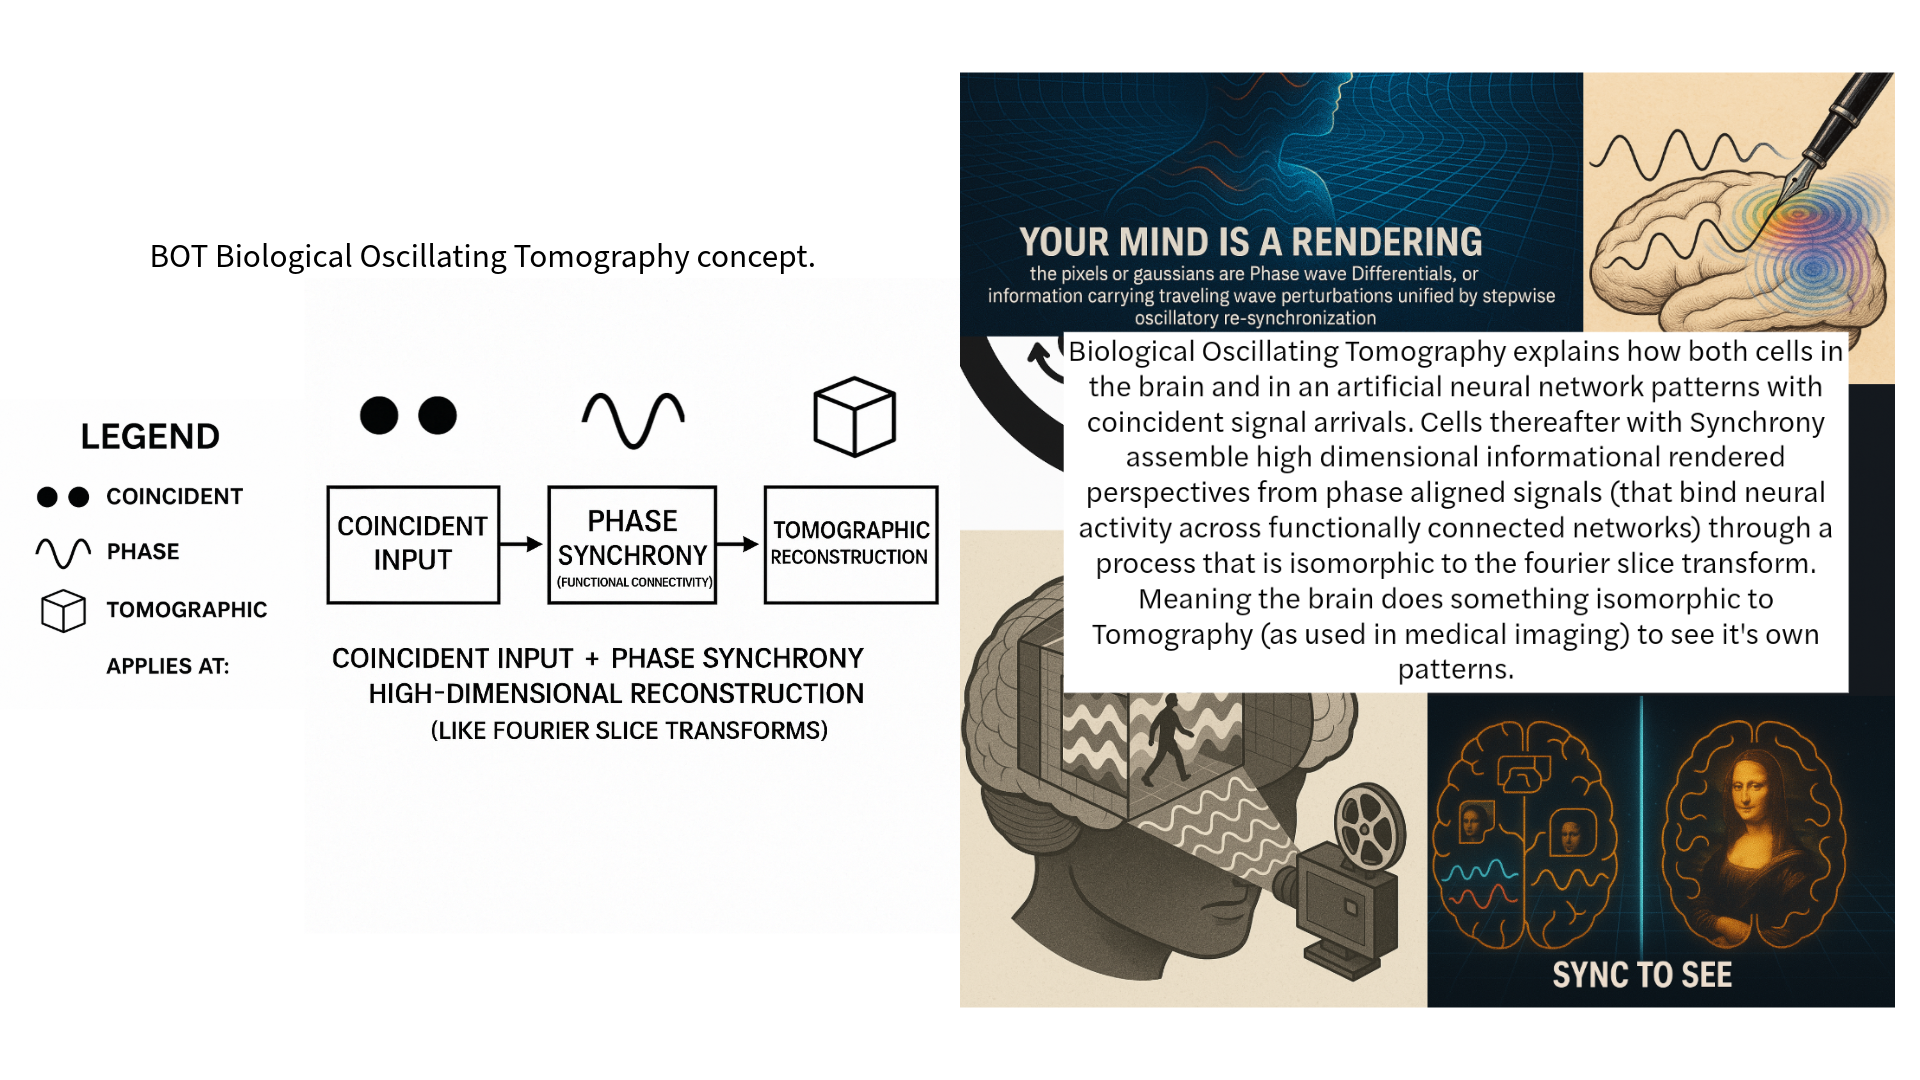 BOT Biological Oscillating Tomography concept.
LEGEND
COINCIDENT
PHASE
TOMOGRAPHIC
APPLIES AT:
COINCIDENT
INPUT
PHASE
SYNCHRONY
(FUNCTIONAL CONNECTIVITY)
TOMOGRAPHIC
RECONSTRUCTION
COINCIDENT INPUT + PHASE SYNCHRONY
HIGH-DIMENSIONAL RECONSTRUCTION
(LIKE FOURIER SLICE TRANSFORMS)
YOUR MIND IS A RENDERING
the pixels or gaussians are Phase wave Differentials, or
information carrying traveling wave perturbations unified by stepwise
oscillatory re-synchronization
Biological Oscillating Tomography explains how both cells in
the brain and in an artificial neural network patterns with
coincident signal arrivals. Cells thereafter with Synchrony
assemble high dimensional informational rendered
perspectives from phase aligned signals (that bind neural
activity across functionally connected networks) through a
process that is isomorphic to the fourier slice transform.
Meaning the brain does something isomorphic to
Tomography (as used in medical imaging) to see it's own
patterns.
SYNC TO SEE